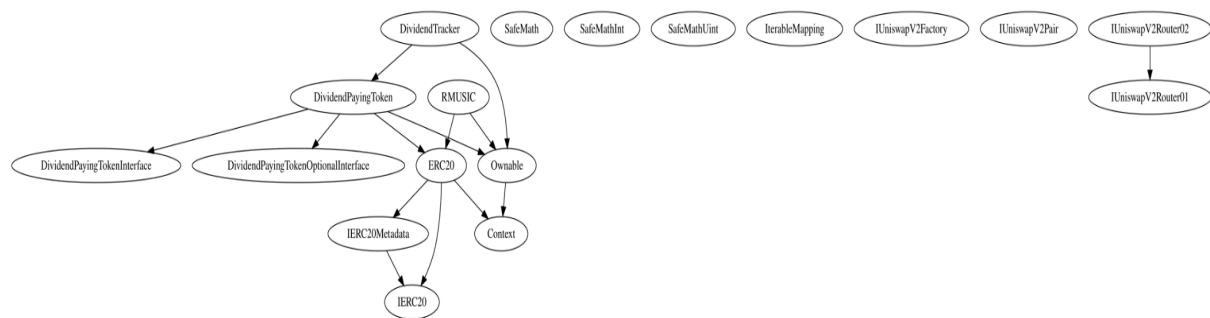 DividendTracker
SafeMath
SafeMathInt
SafeMathUint
IterableMapping
IUniswapV2Factory
IUniswapV2Pair
IUniswapV2Router02
DividendPayingToken
RMUSIC
IUniswapV2Router01
DividendPayingTokenInterface
DividendPayingTokenOptionalInterface
ERC20
Ownable
IERC20Metadata
Context
IERC20